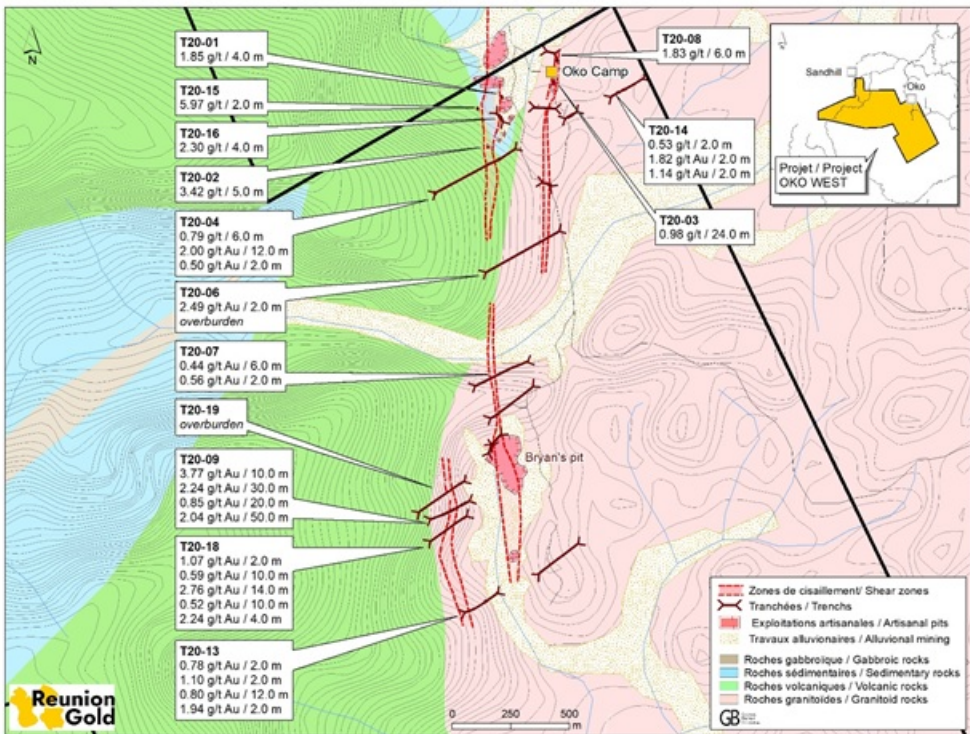 N
T20-01
1.85 g/t / 4.0 m
T20-15
5.97 g/t / 2.0 m
T20-16
2.30 g/t / 4.0 m
T20-02
3.42 g/t / 5.0 m
T20-04
0.79 g/t / 6.0 m
2.00 g/t Au / 12.0 m
0.50 g/t Au / 2.0 m
T20-06
2.49 g/t Au / 2.0 m
overburden
T20-07
0.44 g/t Au / 6.0 m
0.56 g/t Au / 2.0 m
T20-19
overburden
T20-09
3.77 g/t Au / 10.0 m
2.24 g/t Au / 30.0 m
0.85 g/t Au / 20.0 m
2.04 g/t Au / 50.0 m
T20-18
1.07 g/t Au / 2.0 m
0.59 g/t Au / 10.0 m
2.76 g/t Au / 14.0 m
0.52 g/t Au / 10.0 m
2.24 g/t Au / 4.0 m
T20-13
0.78 g/t Au / 2.0 m
1.10 g/t Au / 2.0 m
0.80 g/t Au / 12.0 m
1.94 g/t Au / 2.0 m
T20-08
1.83 g/t / 6.0 m
Oko Camp
T20-14
0.53 g/t / 2.0 m
1.82 g/t Au / 2.0 m
1.14 g/t Au / 2.0 m
T20-03
0.98 g/t / 24.0 m
Sandhill
Oko
Projet / Project
OKO WEST
Bryan's pit
Zones de cisaillement/ Shear zones
Tranchées / Trenchs
Exploitations artisanales / Artisanal pits
Travaux alluvionaires / Alluvional mining
Roches gabbroïque / Gabbroic rocks
Roches sédimentaires / Sedimentary rocks
Roches volcaniques / Volcanic rocks
Roches granitoïdes / Granitoid rocks
GB
0 250 500
m
Reunion
Gold